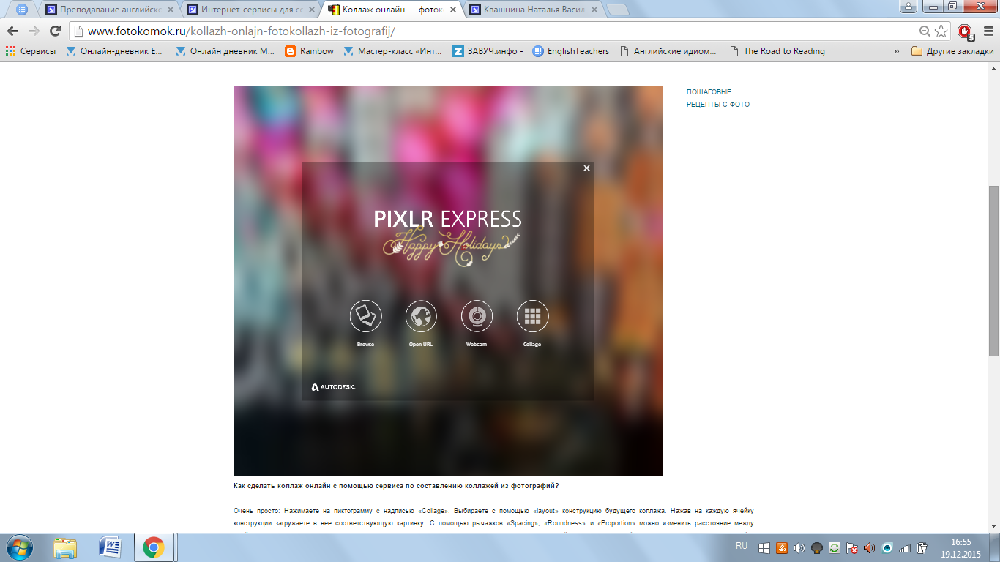 Преподавание английско
Интернет-сервисы для со
Коллаж онлайн — фотоко
Квашнина Наталья Васил
www.fotokomok.ru/kollazh-onlajn-fotokollazh-iz-fotografij/
5
Сервисы
Онлайн-дневник Е...
Онлайн дневник М...
Rainbow
Мастер-класс «Инт...
ЗАВУЧ.инфо -
EnglishTeachers
Английские идиом...
The Road to Reading
»
Другие закладки
ПОШАГОВЫЕ
РЕЦЕПТЫ С ФОТО
PIXLR EXPRESS
Happy Holidays
Browse
Open URL
Webcam
Collage
AUTODESK.
Как сделать коллаж онлайн с помощью сервиса по составлению коллажей из фотографий?
Очень просто: Нажимаете на пиктограмму с надписью «Collage». Выбираете с помощью «layout» конструкцию будущего коллажа. Нажав на каждую ячейку
конструкции загружаете в нее соответствующую картинку. С помощью рычажков «Spacing», «Roundness» и «Proportion» можно изменить расстояние между
RU
16:55
19.12.2015